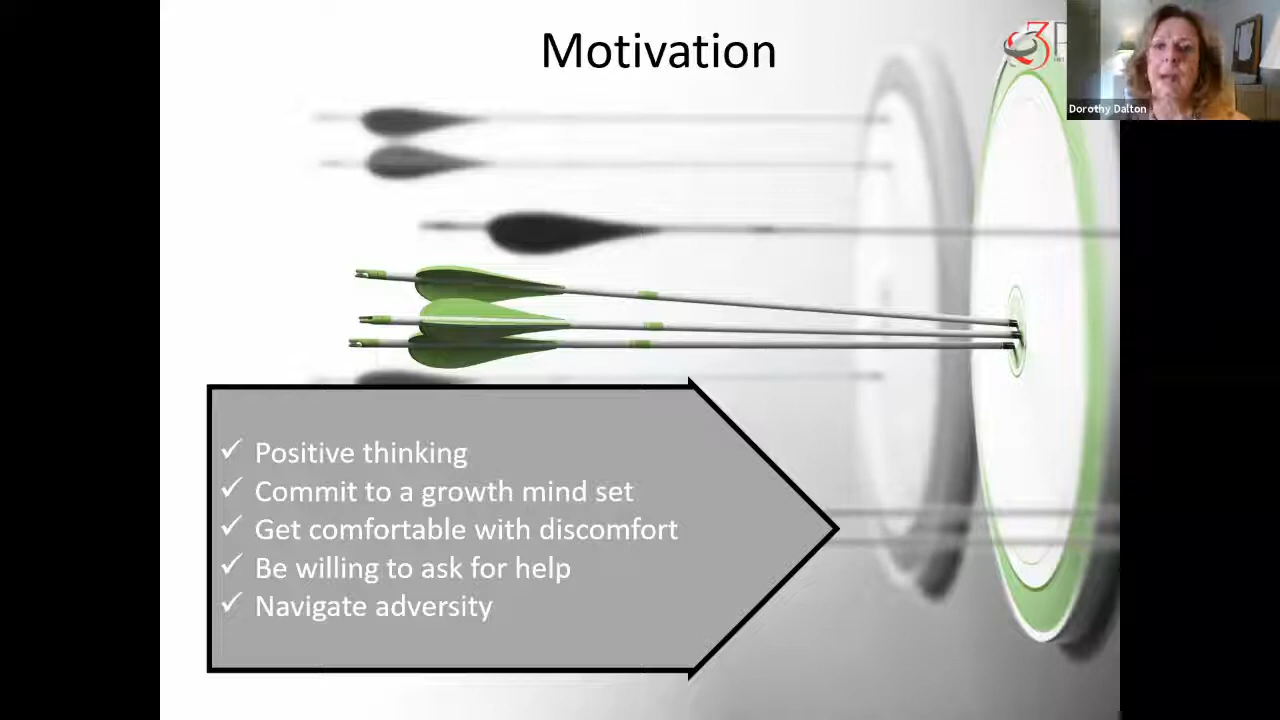 Motivation
3P
Dorothy Dalton
✓ Positive thinking
✓ Commit to a growth mind set
✓ Get comfortable with discomfort
✓ Be willing to ask for help
✓ Navigate adversity